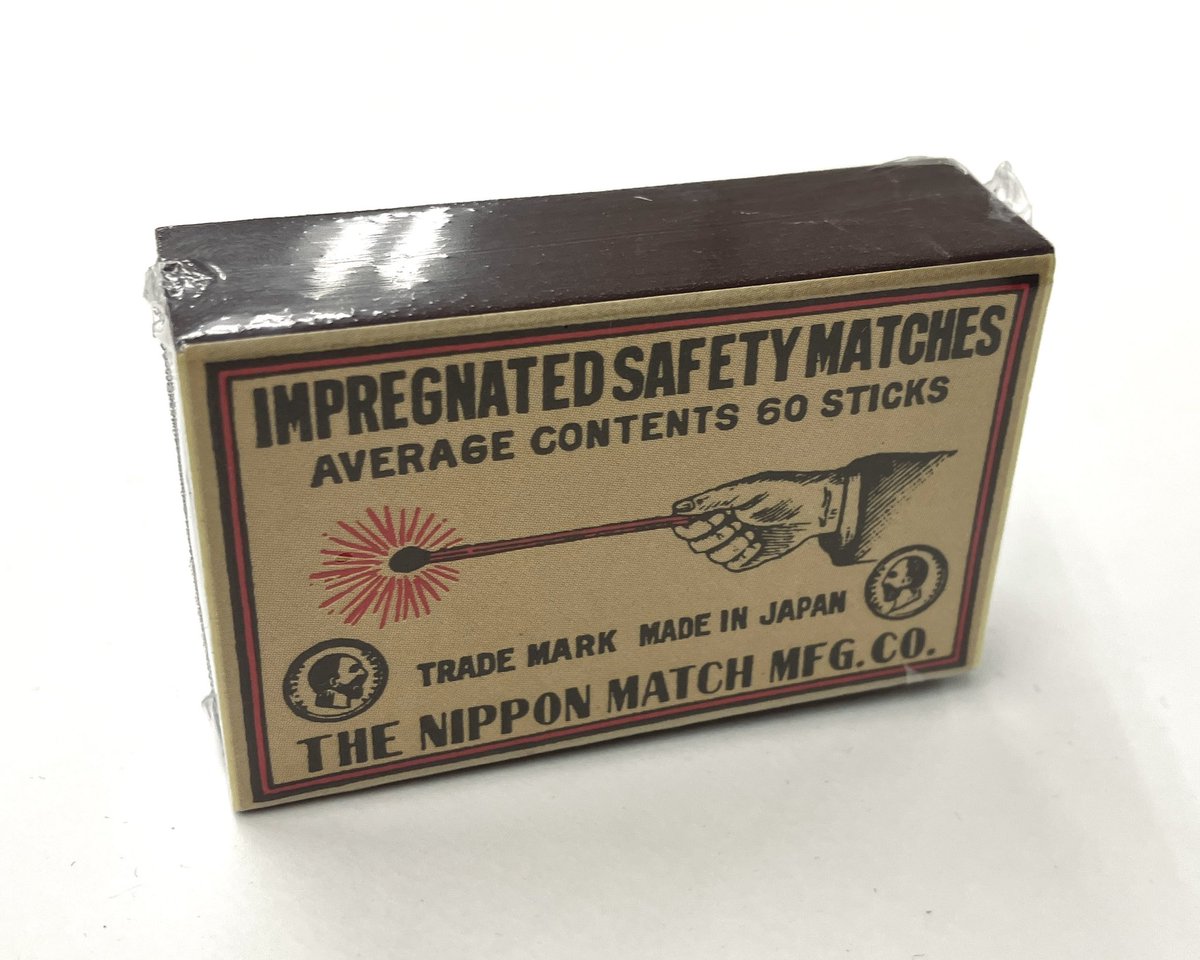 IMPREGNATED SAFETY MATCHES
AVERAGE CONTENTS 60 STICKS
TRADE MARK MADE IN JAPAN
THE NIPPON MATCH MFG. CO.